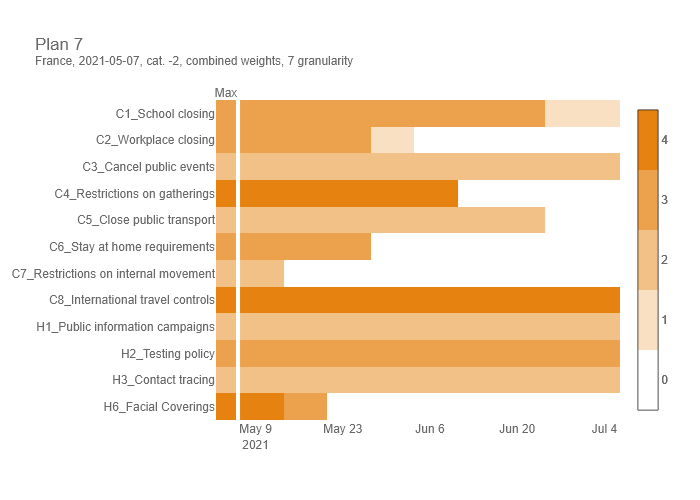 Plan 7
France, 2021-05-07, cat. -2, combined weights, 7 granularity
Max
C1_School closing
C2_Workplace closing
C3_Cancel public events
C4_Restrictions on gatherings
C5_Close public transport
C6_Stay at home requirements
C7_Restrictions on internal movement
C8_International travel controls
H1_Public information campaigns
H2_Testing policy
H3_Contact tracing
H6_Facial Coverings
May 9
2021
May 23
Jun 6
Jun 20
Jul 4
4
3
2
1
0